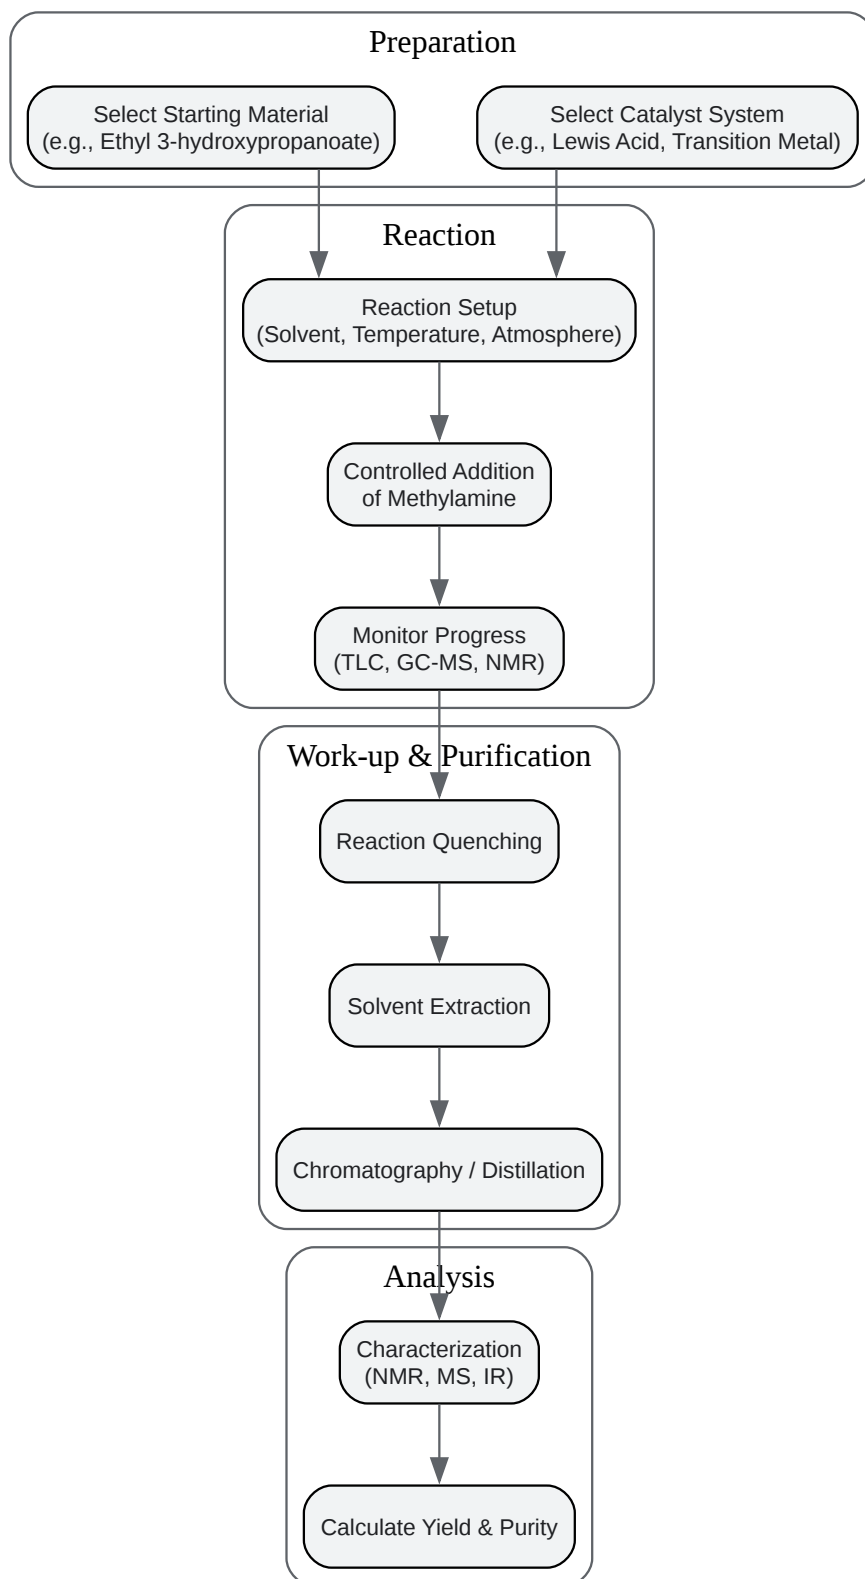 Preparation
Select Starting Material
(e.g., Ethyl 3-hydroxypropanoate)
Select Catalyst System
(e.g., Lewis Acid, Transition Metal)
Reaction
Reaction Setup
(Solvent, Temperature, Atmosphere)
Controlled Addition
of Methylamine
Monitor Progress
(TLC, GC-MS, NMR)
Work-up & Purification
Reaction Quenching
Solvent Extraction
Chromatography / Distillation
Analysis
Characterization
(NMR, MS, IR)
Calculate Yield & Purity